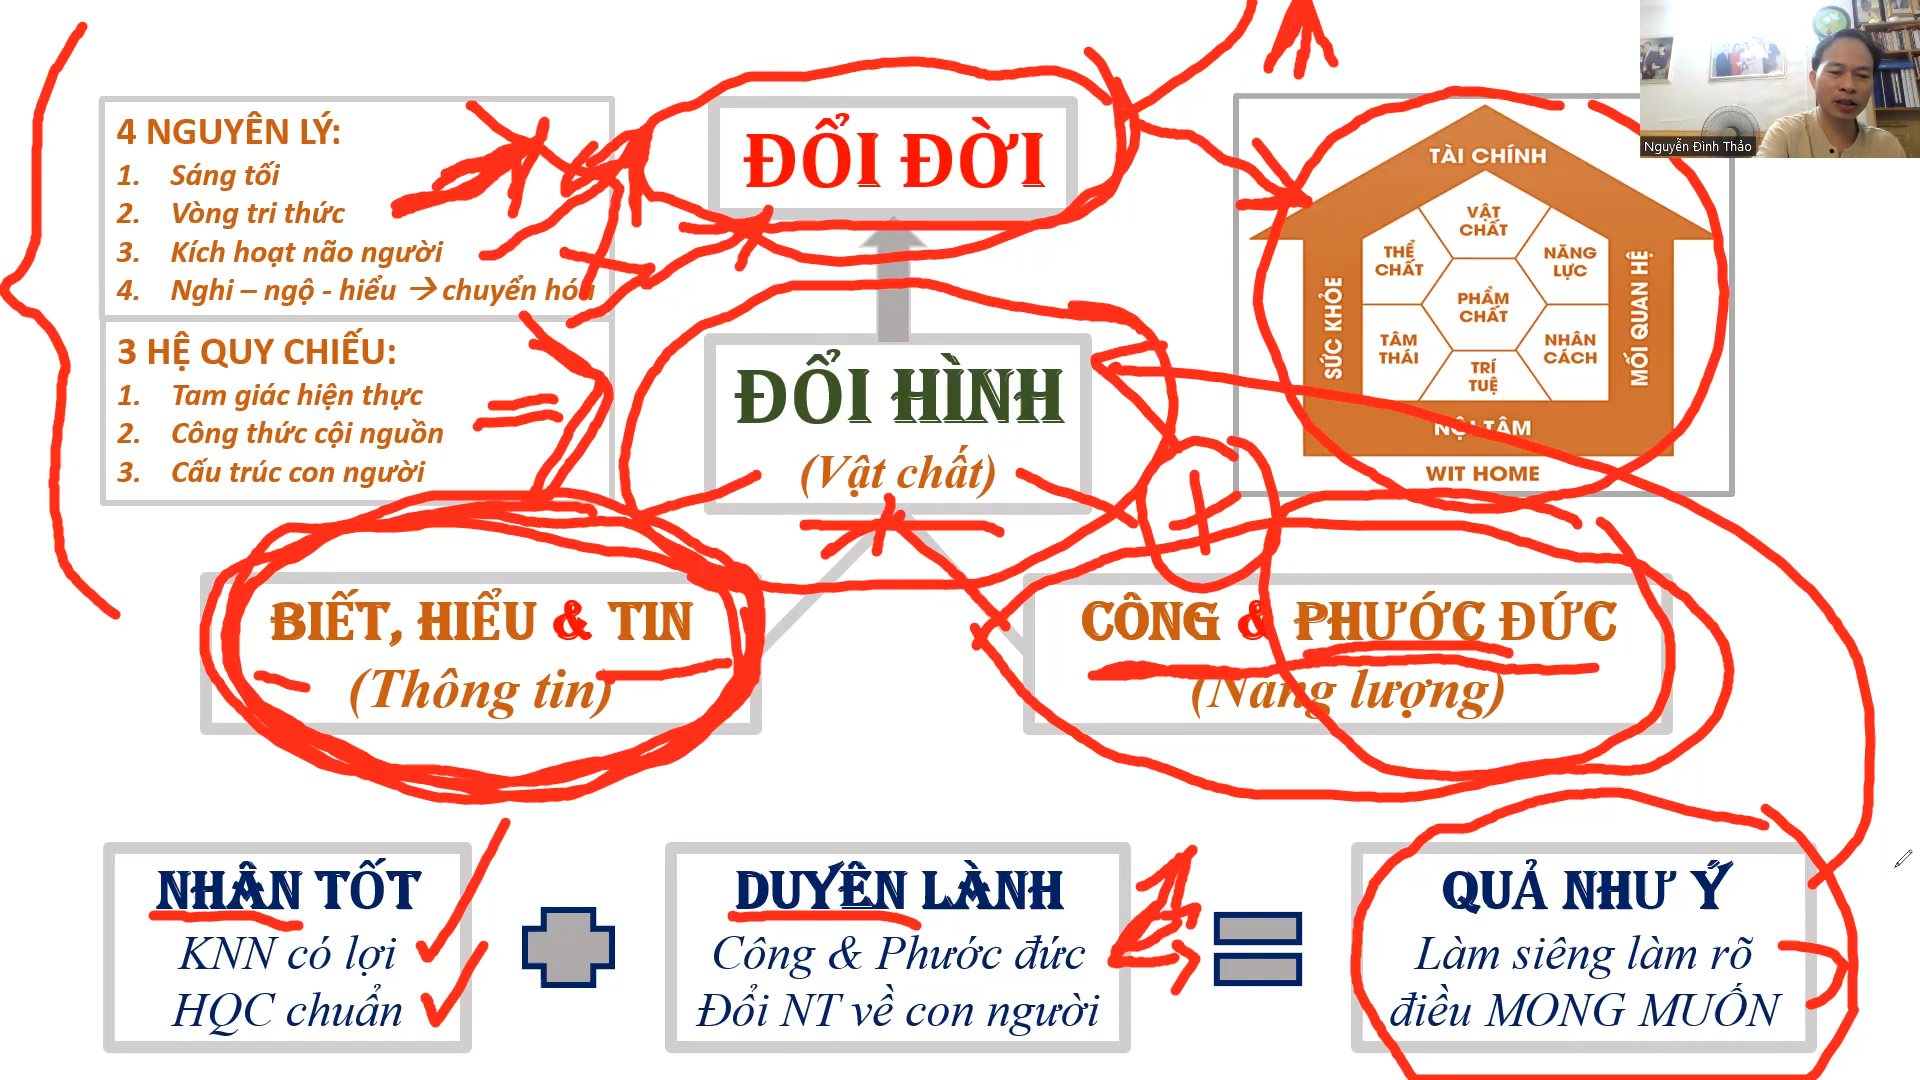 4 NGUYÊN LÝ:
1. Sáng tối
2. Vòng tri thức
3. Kích hoạt não người
4. Nghi – ngộ - hiểu → chuyển hóa
3 HỆ QUY CHIẾU:
1. Tam giác hiện thực
2. Công thức cội nguồn
3. Cấu trúc con người
ĐỔI ĐỜI
ĐỔI HÌNH
(Vật chất)
TÀI CHÍNH
VẬT
CHẤT
THỂ
CHẤT
NĂNG
LỰC
PHẨM
CHẤT
TÂM
THÁI
NHÂN
CÁCH
TRÍ
TUỆ
SỨC KHỎE
MỐI QUAN HỆ
NỘI TÂM
WIT HOME
Nguyễn Đình Thảo
BIẾT, HIỂU & TIN
(Thông tin)
CÔNG & PHƯỚC ĐỨC
(Năng lượng)
NHÂN TỐT
KNN có lợi
HQC chuẩn
DUYÊN LÀNH
Công & Phước đức
Đổi NT về con người
QUẢ NHƯ Ý
Làm siêng làm rõ
điều MONG MUỐN